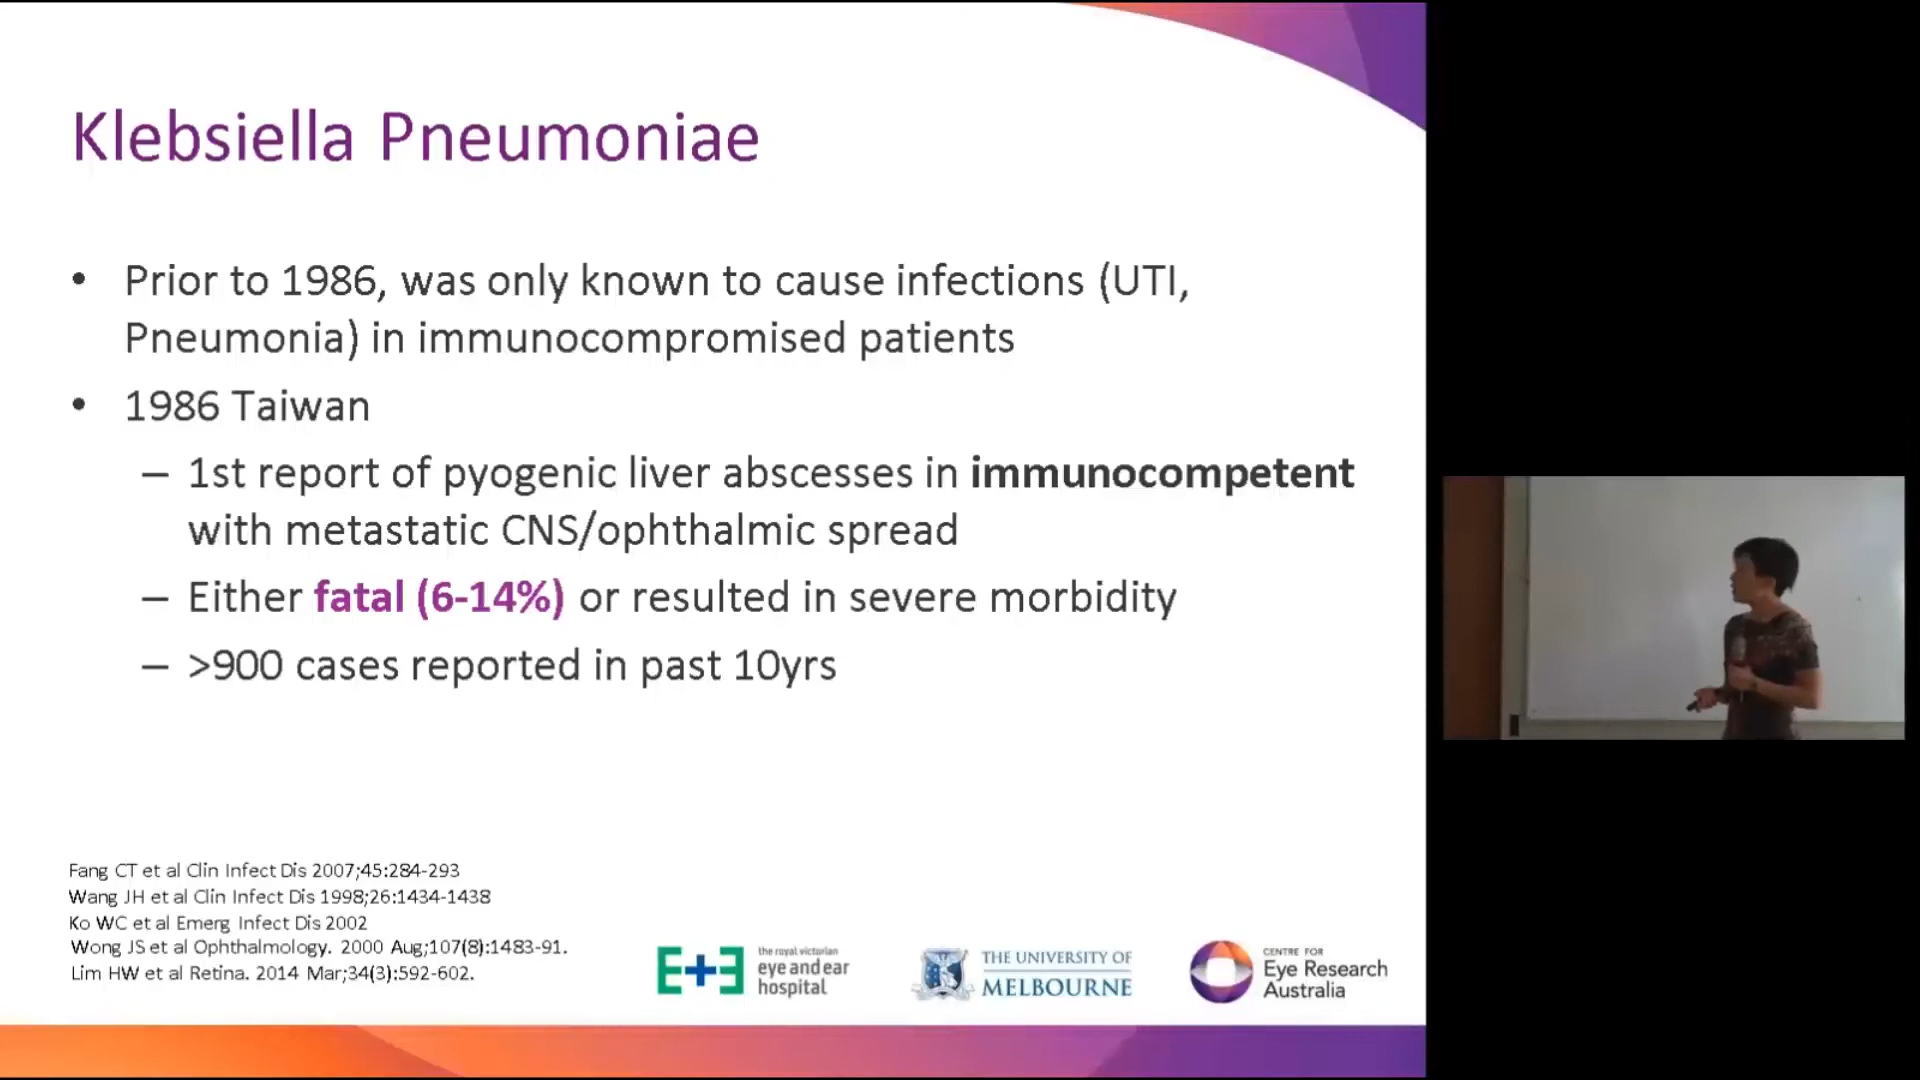 Klebsiella Pneumoniae
• Prior to 1986, was only known to cause infections (UTI,
Pneumonia) in immunocompromised patients
• 1986 Taiwan
– 1st report of pyogenic liver abscesses in immunocompetent
with metastatic CNS/ophthalmic spread
– Either fatal (6-14%) or resulted in severe morbidity
– >900 cases reported in past 10yrs
Fang CT et al Clin Infect Dis 2007;45:284-293
Wang JH et al Clin Infect Dis 1998;26:1434-1438
Ko WC et al Emerg Infect Dis 2002
Wong JS et al Ophthalmology. 2000 Aug;107(8):1483-91.
Lim HW et al Retina. 2014 Mar;34(3):592-602.
E+E
the royal victorian
eye and ear
hospital
THE UNIVERSITY OF
MELBOURNE
CENTRE FOR
Eye Research
Australia